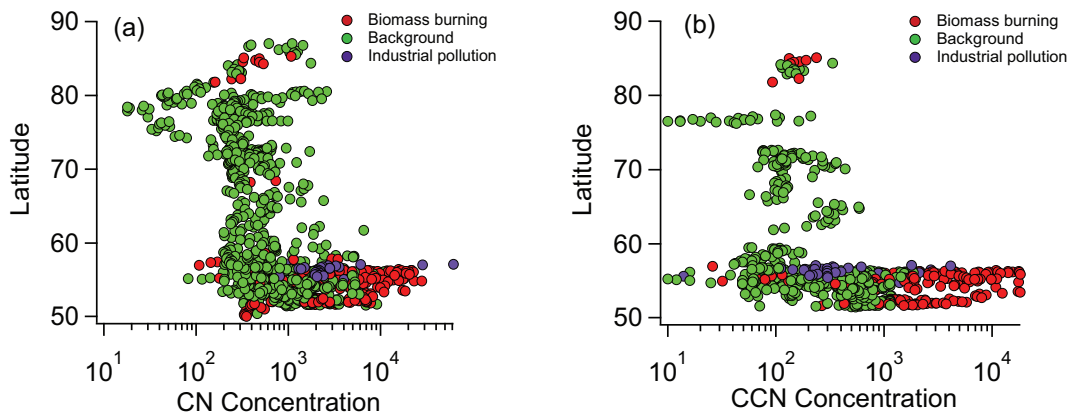 (a)
Biomass burning
Background
Industrial pollution
90
80
70
60
50
Latitude
10^1 10^2 10^3 10^4
CN Concentration
(b)
Biomass burning
Background
Industrial pollution
90
80
70
60
50
Latitude
10^1 10^2 10^3 10^4
CCN Concentration